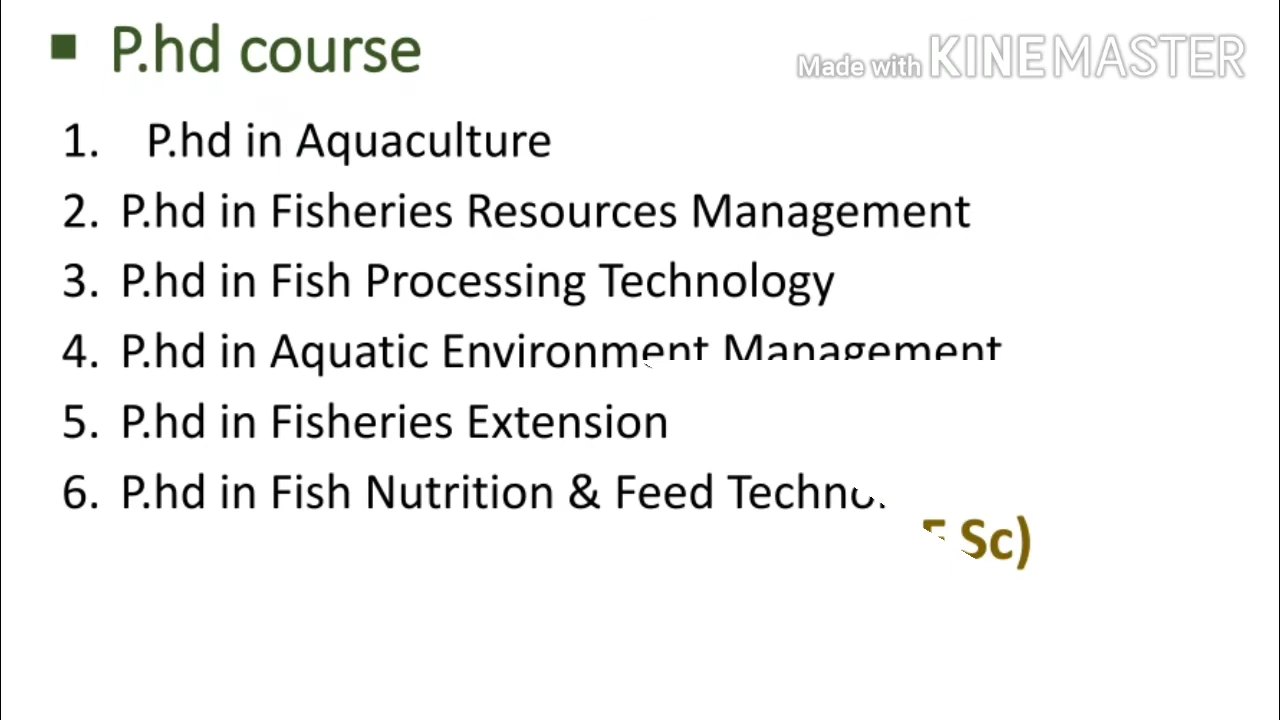 ▪ P.hd course
Made with KINEMASTER
1. P.hd in Aquaculture
2. P.hd in Fisheries Resources Management
3. P.hd in Fish Processing Technology
4. P.hd in Aquatic Environment Management
5. P.hd in Fisheries Extension
6. P.hd in Fish Nutrition & Feed
Sc)